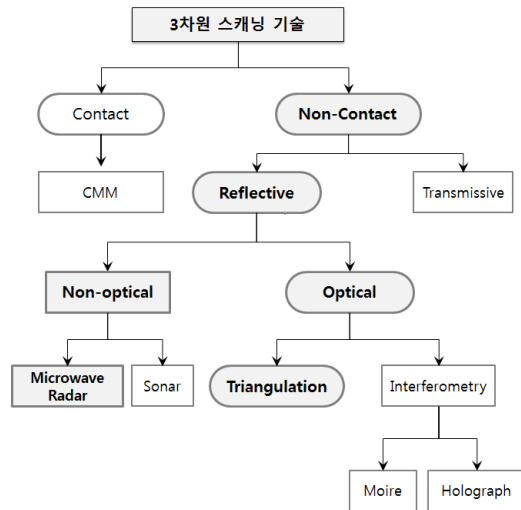 3차원 스캐닝 기술
Contact
Non-Contact
CMM
Reflective
Transmissive
Non-optical
Optical
Microwave
Radar
Sonar
Triangulation
Interferometry
Moire
Holograph